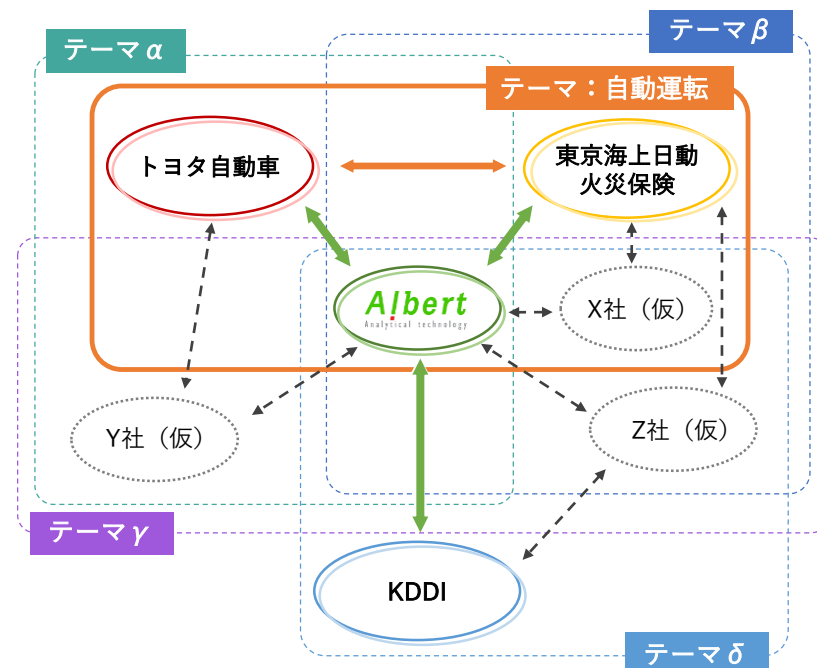 テーマβ
テーマα
テーマ：自動運転
トヨタ自動車
東京海上日動
火災保険
Albert
Analytical technology
X社（仮）
Y社（仮）
Z社（仮）
テーマγ
KDDI
テーマδ